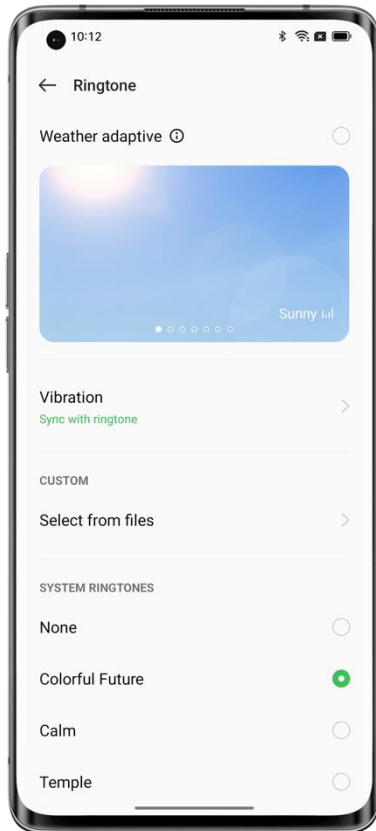 10:12
Ringtone
Weather adaptive
Sunny
Vibration
Sync with ringtone
CUSTOM
Select from files
SYSTEM RINGTONES
None
Colorful Future
Calm
Temple